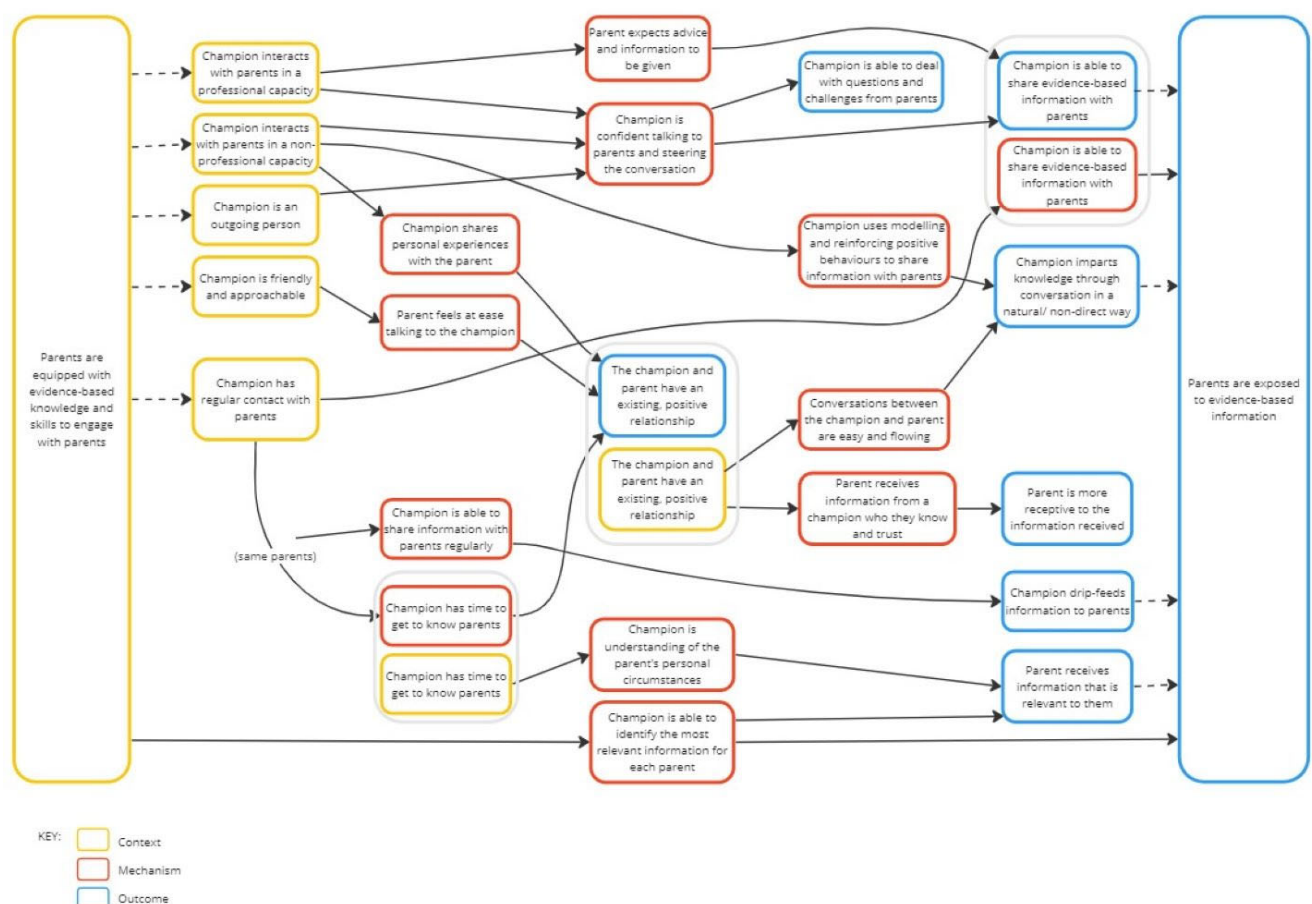 Parents are
equipped with
evidence-based
knowledge and
skills to engage
with parents
Champion interacts
with parents in a
professional capacity
Champion interacts
with parents in a non-
professional capacity
Champion is an
outgoing person
Champion is friendly
and approachable
Champion has
regular contact with
parents
(same parents)
Champion shares
personal experiences
with the parent
Parent feels at ease
talking to the champion
Champion is able to
share information with
parents regularly
Champion has time to
get to know parents
Champion has time to
get to know parents
Parent expects advice
and information to
be given
Champion is
confident talking to
parents and steering
the conversation
The champion and
parent have an
existing, positive
relationship
The champion and
parent have an
existing, positive
relationship
Champion is
understanding of the
parent's personal
circumstances
Champion is able to
identify the most
relevant information for
each parent
Champion is able to deal
with questions and
challenges from parents
Champion uses modelling
and reinforcing positive
behaviours to share
information with parents
Conversations between
the champion and parent
are easy and flowing
Parent receives
information from a
champion who they know
and trust
Champion is able to
share evidence-based
information with
parents
Champion is able to
share evidence-based
information with
parents
Champion imparts
knowledge through
conversation in a
natural/ non-direct way
Parent is more
receptive to the
information received
Champion drip-feeds
information to parents
Parent receives
information that is
relevant to them
Parents are exposed
to evidence-based
information
KEY:
Context
Mechanism
Outcome